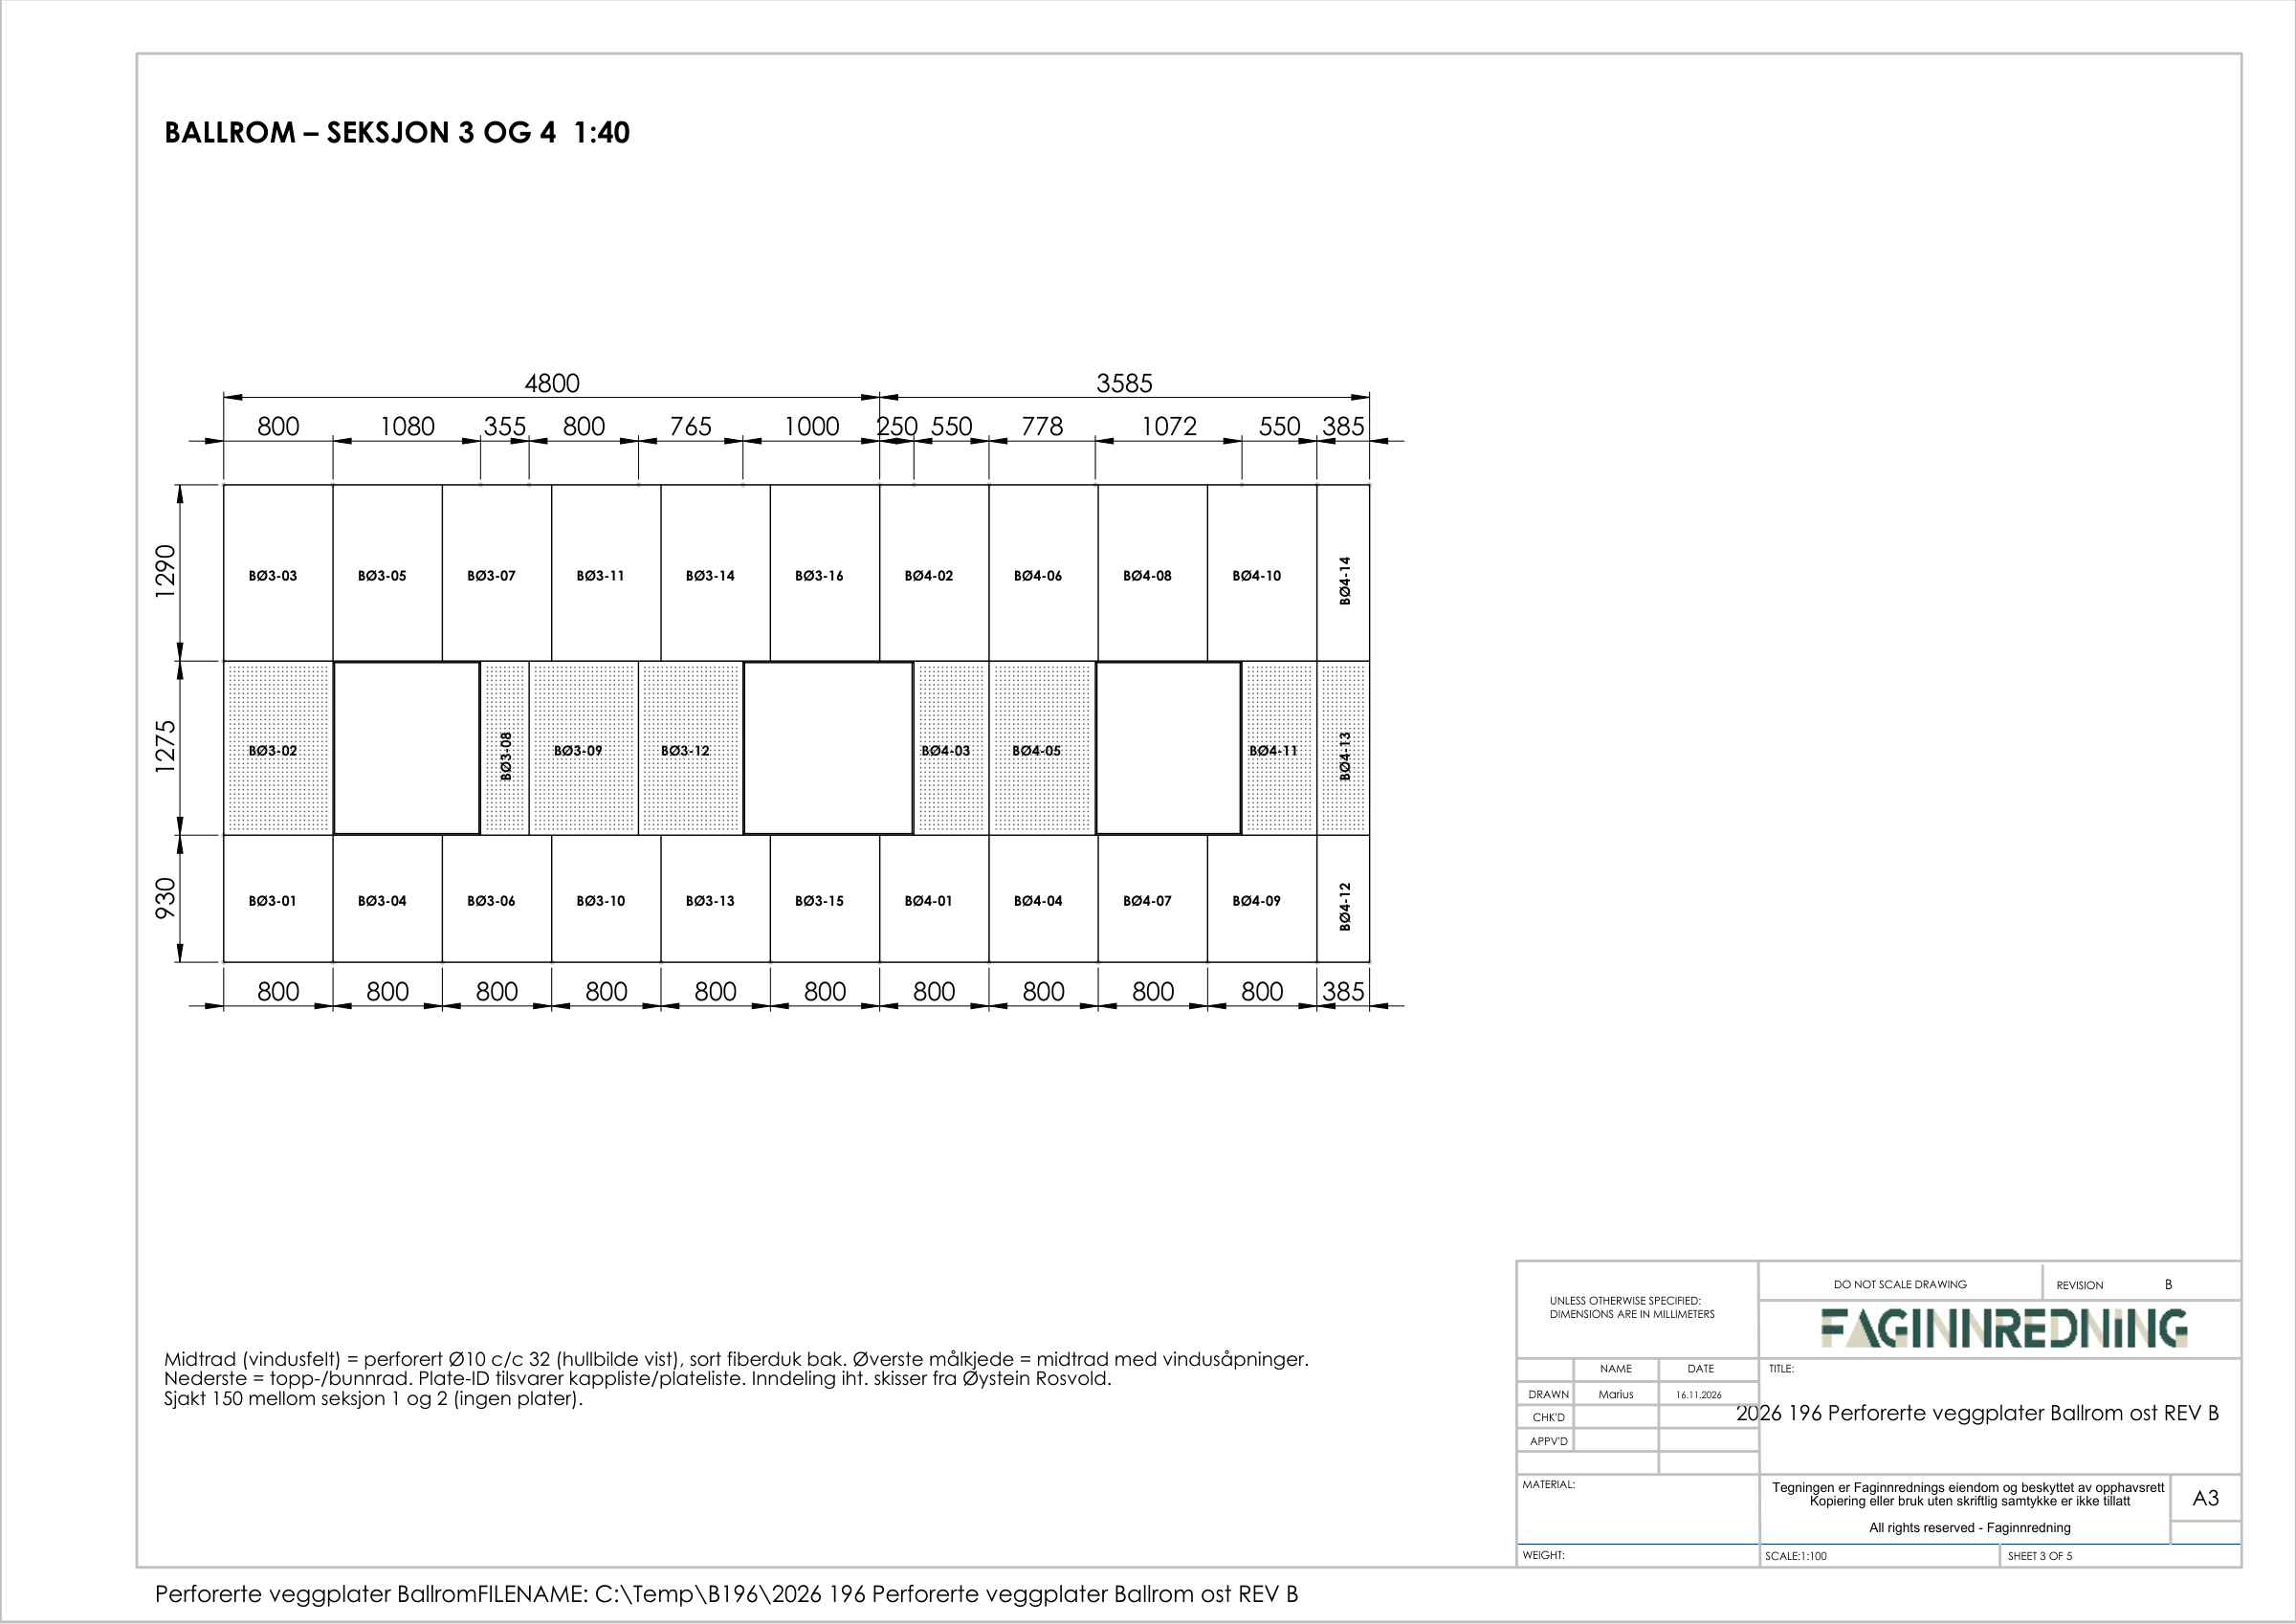 BALLROM – SEKSJON 3 OG 4 1:40
4800 3585
800 1080 355 800 765 1000 250 550 778 1072 550 385
1290
BØ3-03 BØ3-05 BØ3-07 BØ3-11 BØ3-14 BØ3-16 BØ4-02 BØ4-06 BØ4-08 BØ4-10 BØ4-14
1275
BØ3-02 BØ3-08 BØ3-09 BØ3-12 BØ4-03 BØ4-05 BØ4-11 BØ4-13
930
BØ3-01 BØ3-04 BØ3-06 BØ3-10 BØ3-13 BØ3-15 BØ4-01 BØ4-04 BØ4-07 BØ4-09 BØ4-12
800 800 800 800 800 800 800 800 800 800 385
Midtrad (vindusfelt) = perforert Ø10 c/c 32 (hullbilde vist), sort fiberduk bak. Øverste målkjede = midtrad med vindusåpninger.
Nederste = topp-/bunnrad. Plate-ID tilsvarer kappliste/plateliste. Inndeling iht. skisser fra Øystein Rosvold.
Sjakt 150 mellom seksjon 1 og 2 (ingen plater).
UNLESS OTHERWISE SPECIFIED:
DIMENSIONS ARE IN MILLIMETERS
DO NOT SCALE DRAWING
REVISION B
FAGINNREDNING
NAME DATE
DRAWN Marius 16.11.2026
CHK'D
APPV'D
TITLE:
2026 196 Perforerte veggplater Ballrom ost REV B
MATERIAL:
Tegningen er Faginnrednings eiendom og beskyttet av opphavsrett
Kopiering eller bruk uten skriftlig samtykke er ikke tillatt
All rights reserved - Faginnredning
A3
WEIGHT:
SCALE:1:100
SHEET 3 OF 5
Perforerte veggplater BallromFILENAME: C:\Temp\B196\2026 196 Perforerte veggplater Ballrom ost REV B